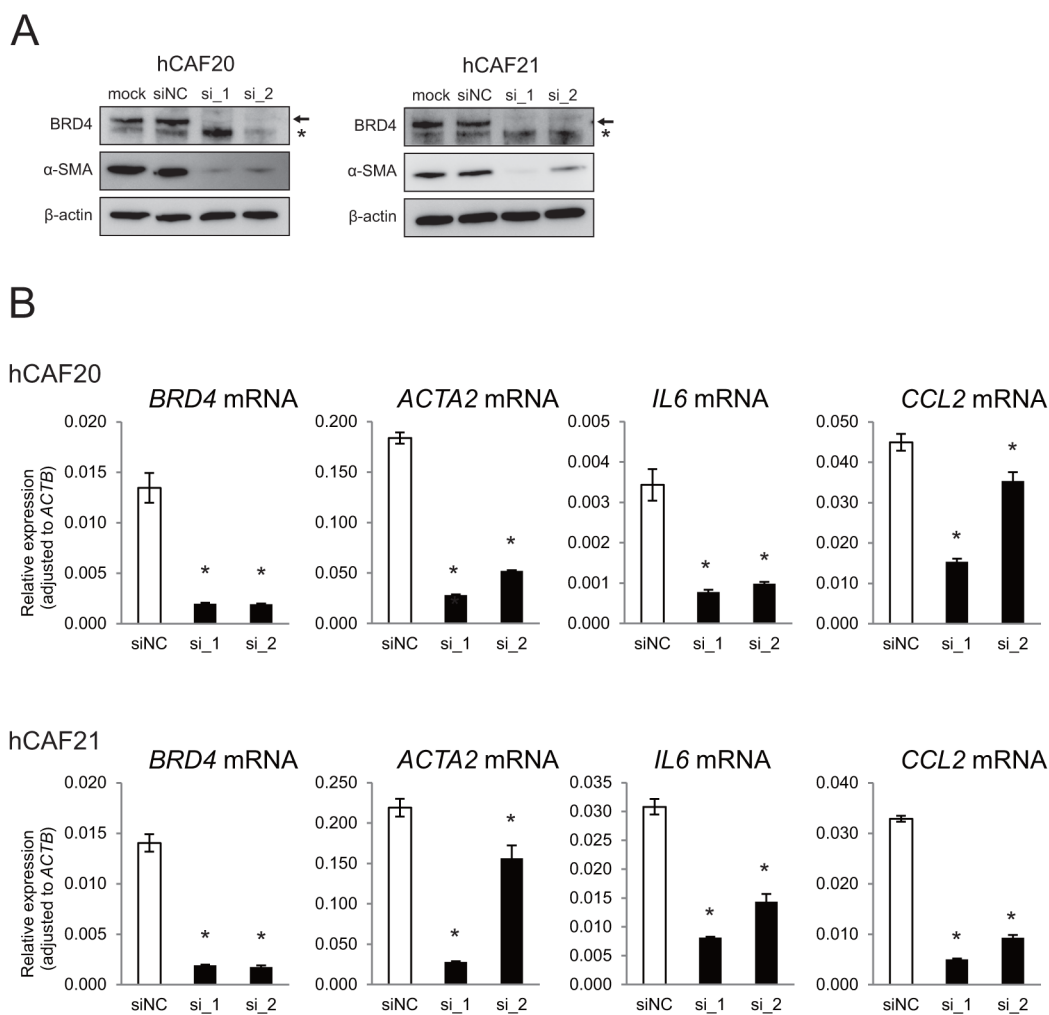 A
hCAF20
hCAF21
mock siNC si_1 si_2
mock siNC si_1 si_2
BRD4
*
BRD4
*
α-SMA
α-SMA
β-actin
β-actin
B
hCAF20
BRD4 mRNA
ACTA2 mRNA
IL6 mRNA
CCL2 mRNA
Relative expression
(adjusted to ACTB)
0.020
0.015
0.010
0.005
0.000
* *
siNC si_1 si_2
0.200
0.150
0.100
0.050
0.000
* * *
siNC si_1 si_2
0.005
0.004
0.003
0.002
0.001
0.000
* *
siNC si_1 si_2
0.050
0.040
0.030
0.020
0.010
0.000
* *
siNC si_1 si_2
hCAF21
BRD4 mRNA
ACTA2 mRNA
IL6 mRNA
CCL2 mRNA
Relative expression
(adjusted to ACTB)
0.020
0.015
0.010
0.005
0.000
* *
siNC si_1 si_2
0.250
0.200
0.150
0.100
0.050
0.000
* *
siNC si_1 si_2
0.035
0.030
0.025
0.020
0.015
0.010
0.005
0.000
* *
siNC si_1 si_2
0.040
0.030
0.020
0.010
0.000
* *
siNC si_1 si_2